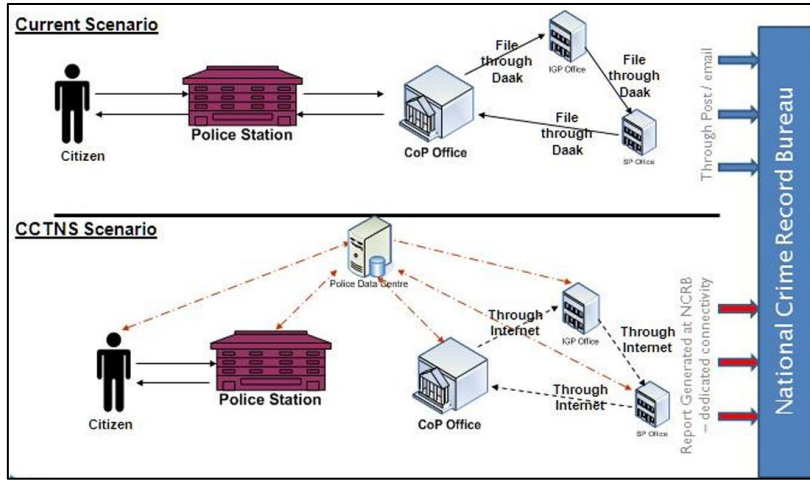 Current Scenario
IGP Office
File
through
Daak
File
through
Daak
File
through
Daak
Citizen
Police Station
CoP Office
SP Office
Through Post / email
National Crime Record Bureau
CCTNS Scenario
Police Data Centre
Through
Internet
IGP Office
Through
Internet
Through
Internet
Citizen
Police Station
CoP Office
SP Office
Report Generated at NCRB
– dedicated connectivity